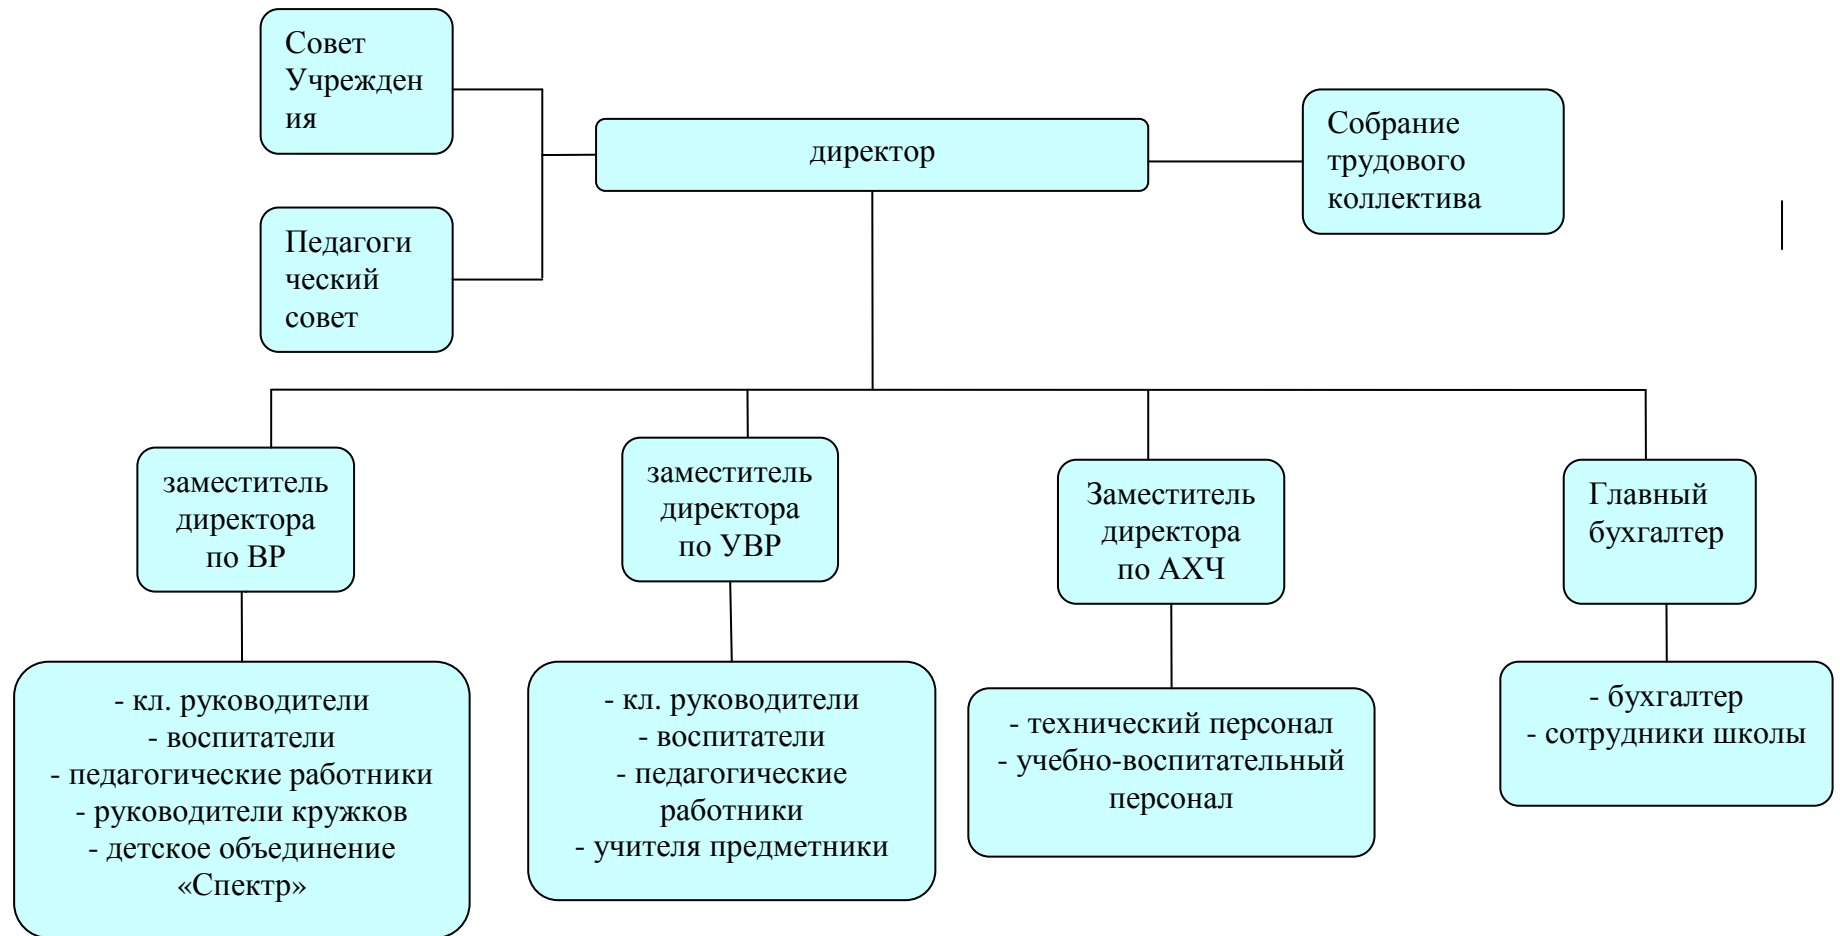 Совет
Учрежден
ия
директор
Собрание
трудового
коллектива
Педагоги
ческий
совет
заместитель
директора
по ВР
заместитель
директора
по УВР
Заместитель
директора
по АХЧ
Главный
бухгалтер
- кл. руководители
- воспитатели
- педагогические работники
- руководители кружков
- детское объединение
«Спектр»
- кл. руководители
- воспитатели
- педагогические
работники
- учителя предметники
- технический персонал
- учебно-воспитательный
персонал
- бухгалтер
- сотрудники школы